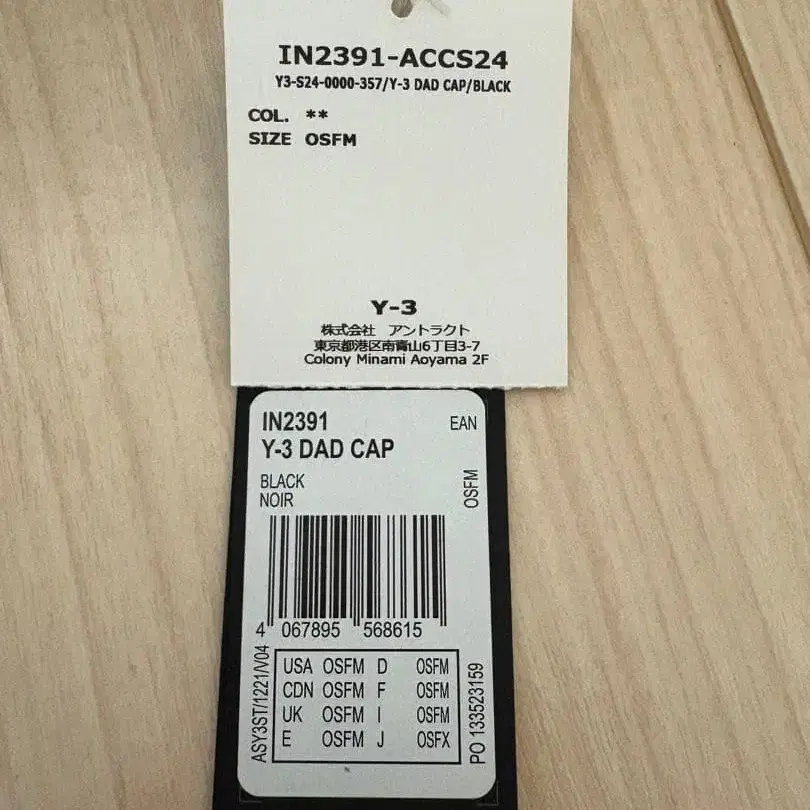 IN2391-ACCS24
Y3-S24-0000-357/Y-3 DAD CAP/BLACK
COL. **
SIZE OSFM
Y-3
株式会社 アントラクト
東京都港区南青山6丁目3-7
Colony Minami Aoyama 2F
IN2391 EAN
Y-3 DAD CAP
BLACK
NOIR
OSFM
4 067895 568615
ASY3ST/1221/V04
USA OSFM D OSFM
CDN OSFM F OSFM
UK OSFM I OSFM
E OSFM J OSFX
PO 133523159